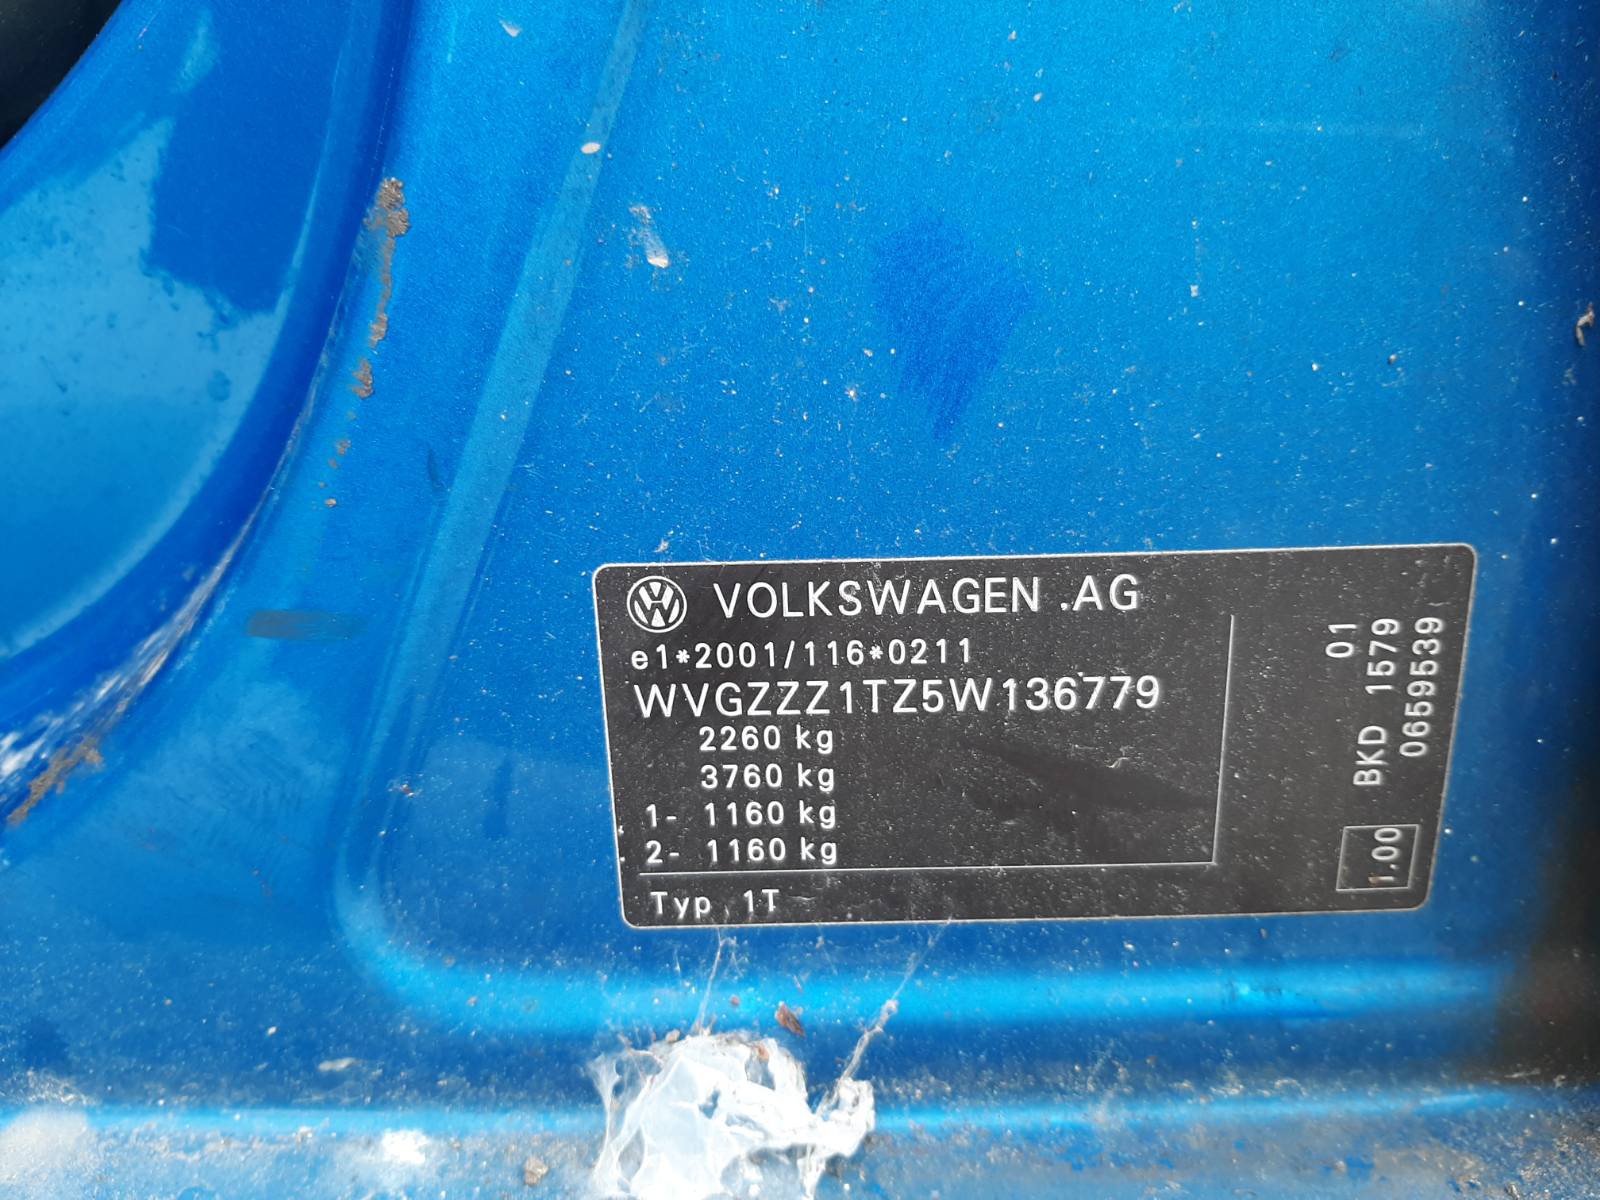 VOLKSWAGEN .AG
e1*2001/116*0211
WVGZZZ1TZ5W136779
2260 kg
3760 kg
1- 1160 kg
2- 1160 kg
Typ 1T
01
BKD 1579
0659539
1,00